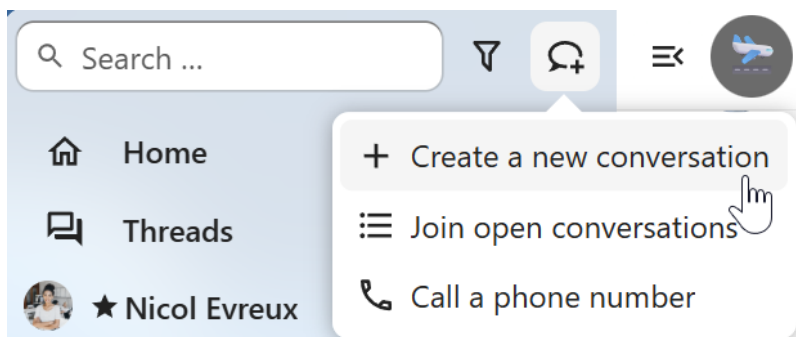 Search ...
Home
Threads
Nicol Evreux
Create a new conversation
Join open conversations
Call a phone number